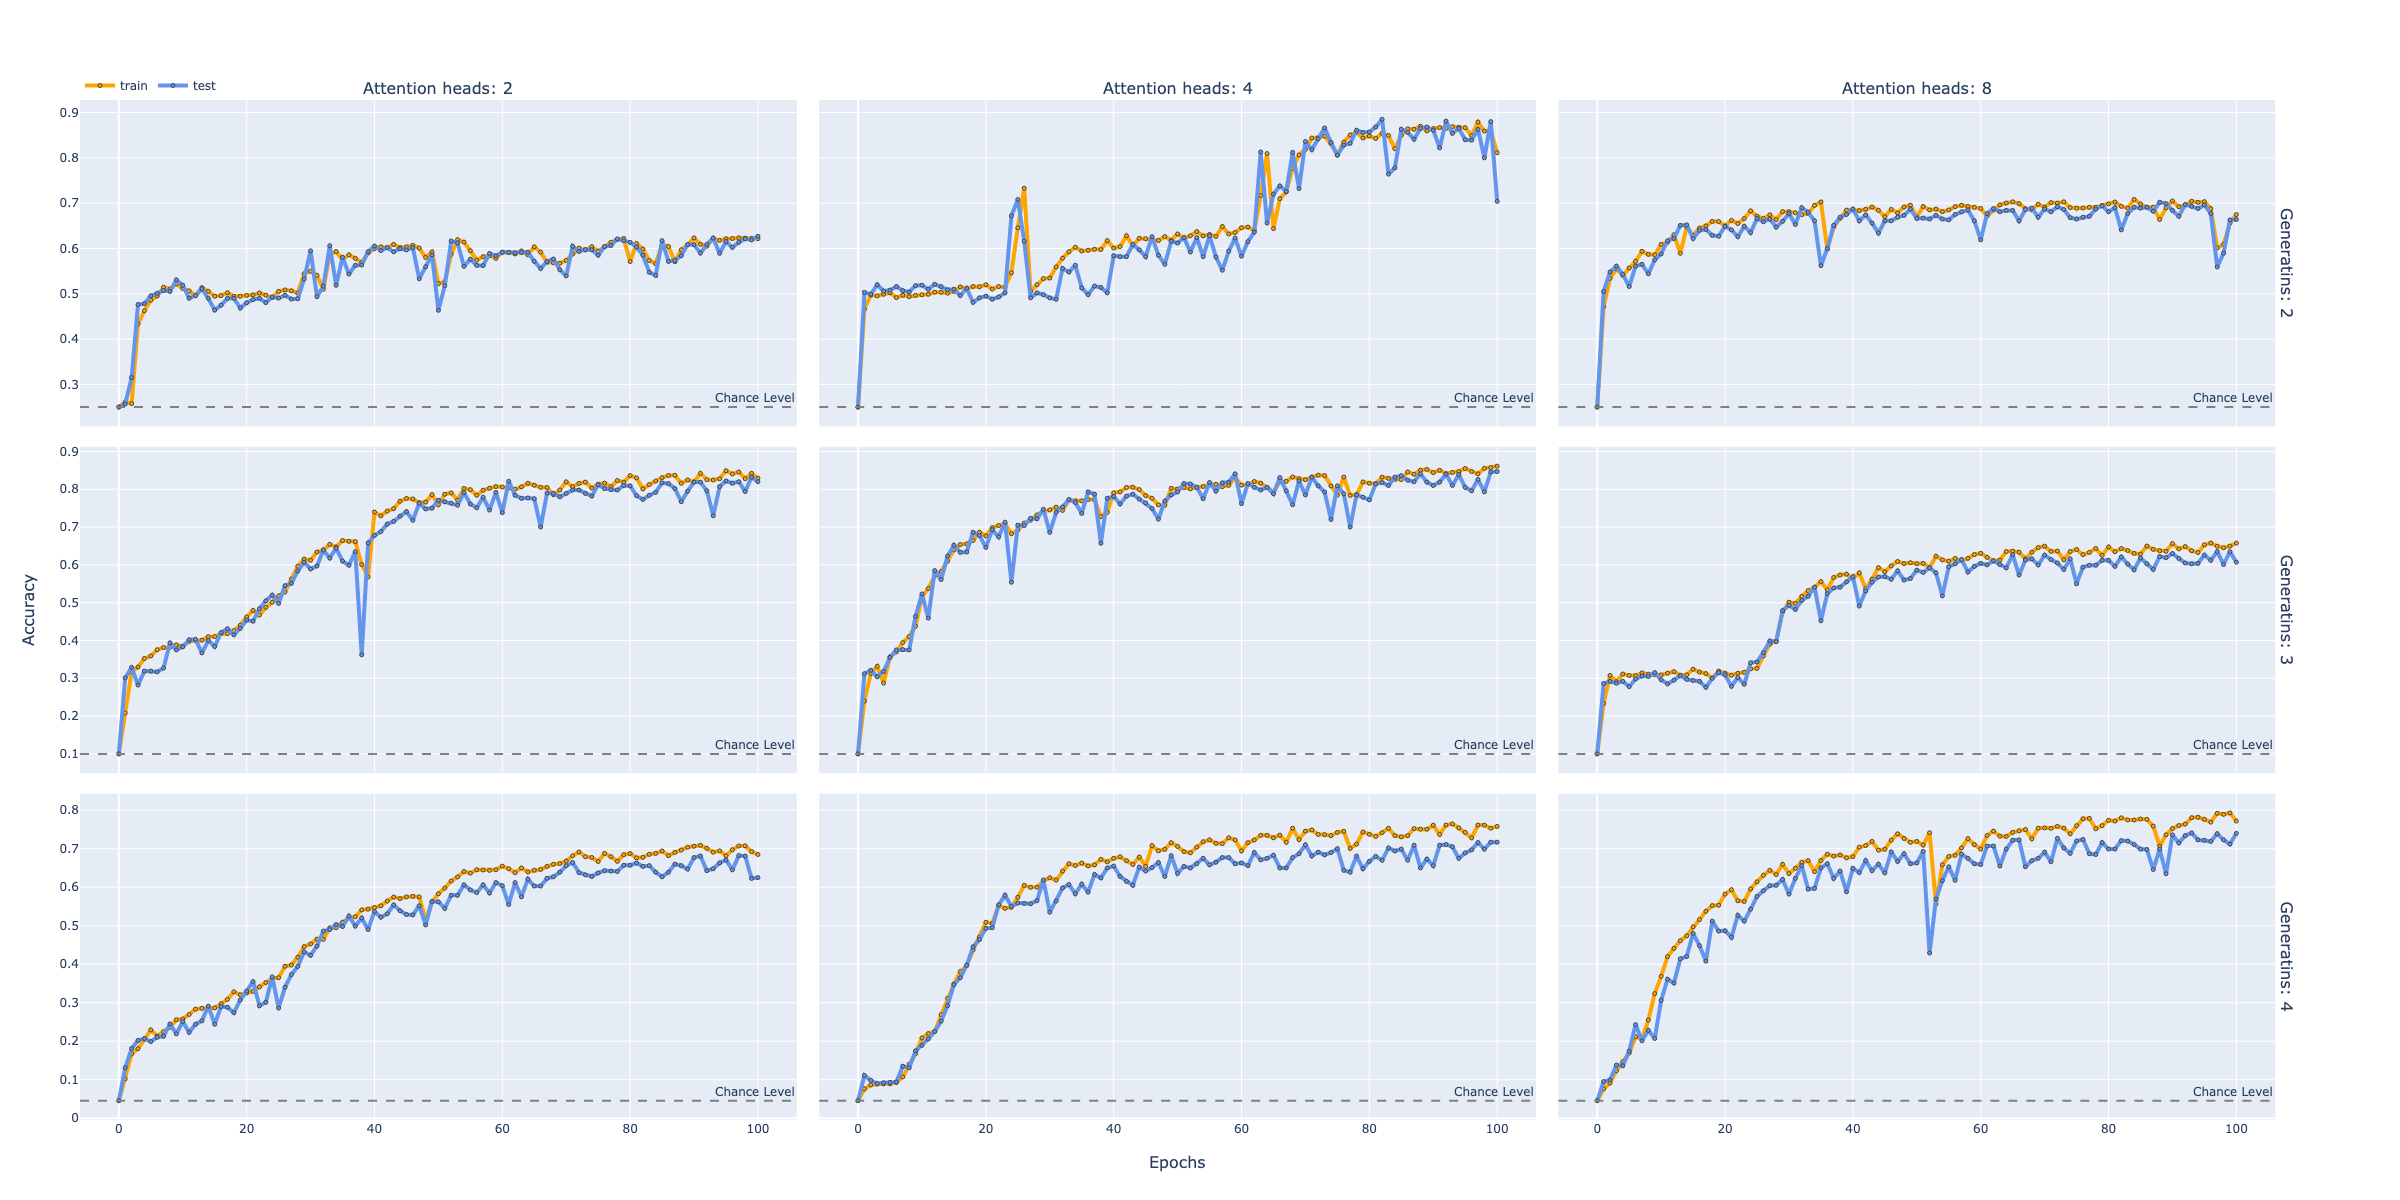 train test
Attention heads: 2
Attention heads: 4
Attention heads: 8
0.9
0.8
0.7
0.6
0.5
0.4
0.3
Chance Level
Chance Level
Chance Level
Generatins: 2
0.9
0.8
0.7
0.6
0.5
0.4
0.3
0.2
0.1
Chance Level
Chance Level
Chance Level
Generatins: 3
Accuracy
0.8
0.7
0.6
0.5
0.4
0.3
0.2
0.1
0
Chance Level
Chance Level
Chance Level
Generatins: 4
0 20 40 60 80 100
0 20 40 60 80 100
0 20 40 60 80 100
Epochs